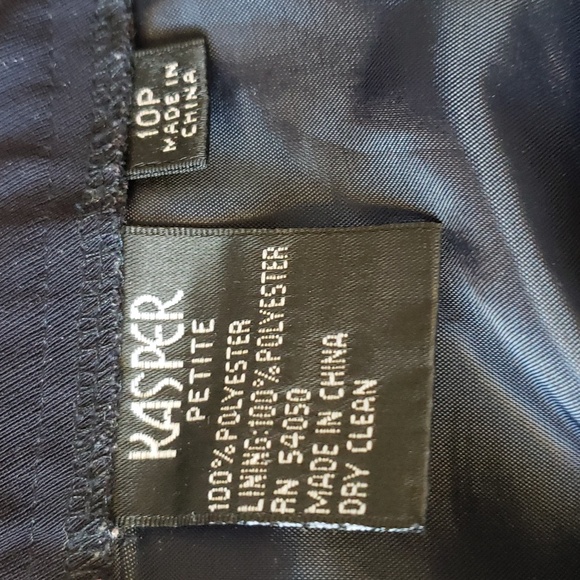 10P
MADE IN
CHINA
KASPER
PETITE
100% POLYESTER
LINING:100% POLYESTER
RN 54050
MADE IN CHINA
DRY CLEAN